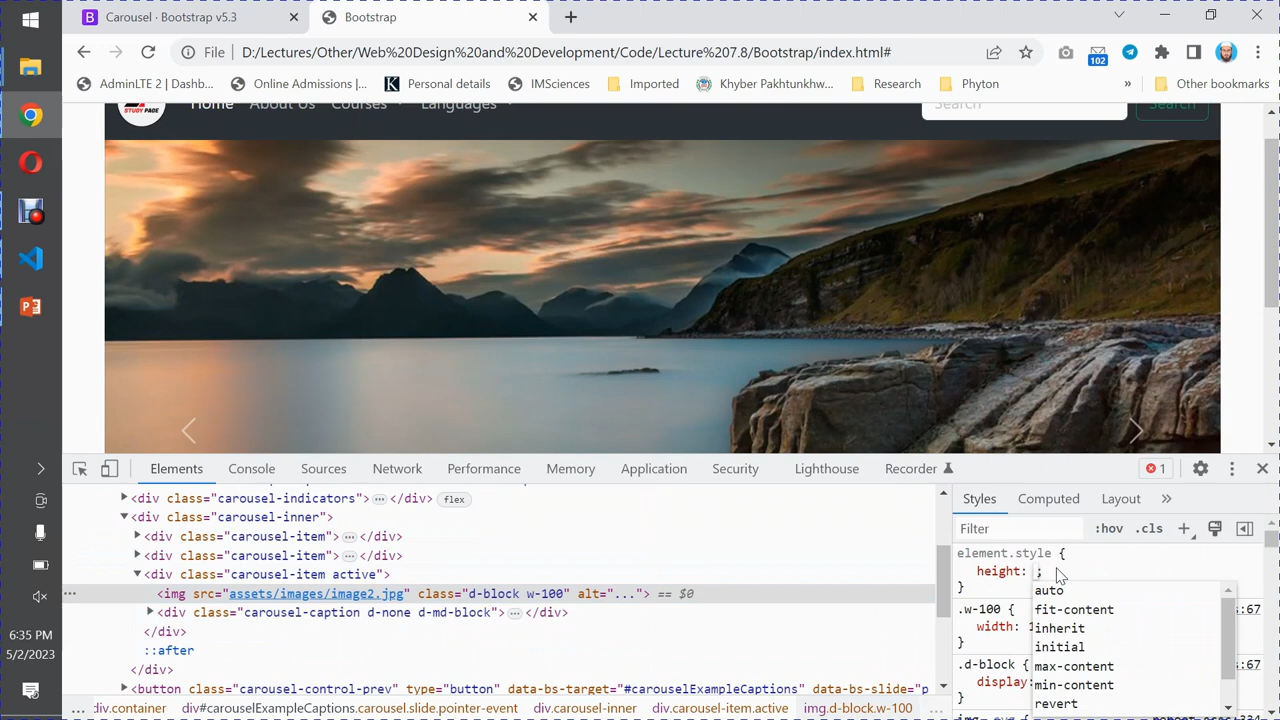 Carousel · Bootstrap v5.3
Bootstrap
File
D:/Lectures/Other/Web%20Design%20and%20Development/Code/Lecture%207.8/Bootstrap/index.html#
102
AdminLTE 2 | Dashb...
Online Admissions |...
Personal details
IMSciences
Imported
Khyber Pakhtunkhw...
Research
Phyton
»
Other bookmarks
STUDY PAGE
Home
About Us
Courses
Languages
Search
Search
Elements
Console
Sources
Network
Performance
Memory
Application
Security
Lighthouse
Recorder
1
<div class="carousel-indicators">…</div> flex
<div class="carousel-inner">
<div class="carousel-item">…</div>
<div class="carousel-item">…</div>
<div class="carousel-item active">
<img src="assets/images/image2.jpg" class="d-block w-100" alt="..."> == $0
<div class="carousel-caption d-none d-md-block">…</div>
</div>
::after
</div>
<button class="carousel-control-prev" type="button" data-bs-target="#carouselExampleCaptions" data-bs-slide="p
... div.container div#carouselExampleCaptions.carousel.slide.pointer-event div.carousel-inner div.carousel-item.active img.d-block.w-100 ...
Styles
Computed
Layout
»
Filter
:hov .cls
element.style {
height: ;
}
.w-100 {
s:67
width: 1
}
.d-block {
s:67
display:
}
auto
fit-content
inherit
initial
max-content
min-content
revert
6:35 PM
5/2/2023